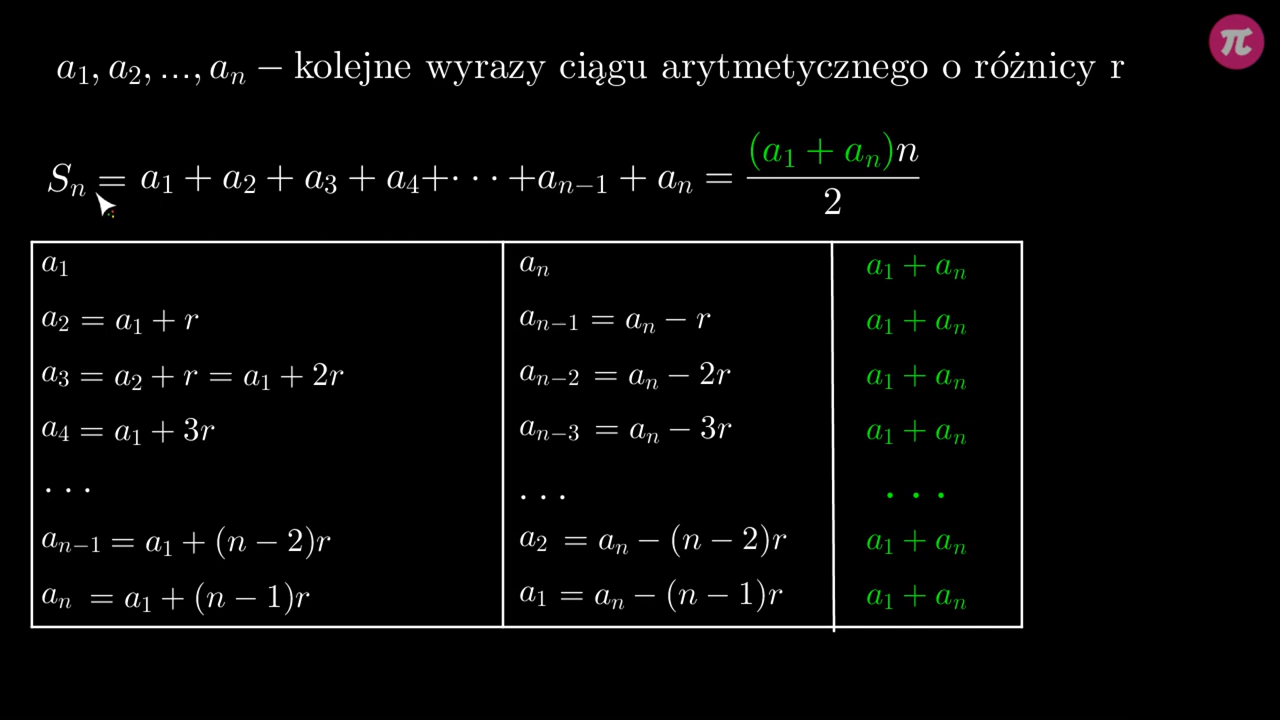 a₁, a₂, ..., aₙ − kolejne wyrazy ciągu arytmetycznego o różnicy r
π
Sₙ = a₁ + a₂ + a₃ + a₄+· · ·+aₙ₋₁ + aₙ = (a₁ + aₙ)n / 2
a₁ aₙ a₁ + aₙ
a₂ = a₁ + r aₙ₋₁ = aₙ − r a₁ + aₙ
a₃ = a₂ + r = a₁ + 2r aₙ₋₂ = aₙ − 2r a₁ + aₙ
a₄ = a₁ + 3r aₙ₋₃ = aₙ − 3r a₁ + aₙ
. . . . . . . . .
aₙ₋₁ = a₁ + (n − 2)r a₂ = aₙ − (n − 2)r a₁ + aₙ
aₙ = a₁ + (n − 1)r a₁ = aₙ − (n − 1)r a₁ + aₙ